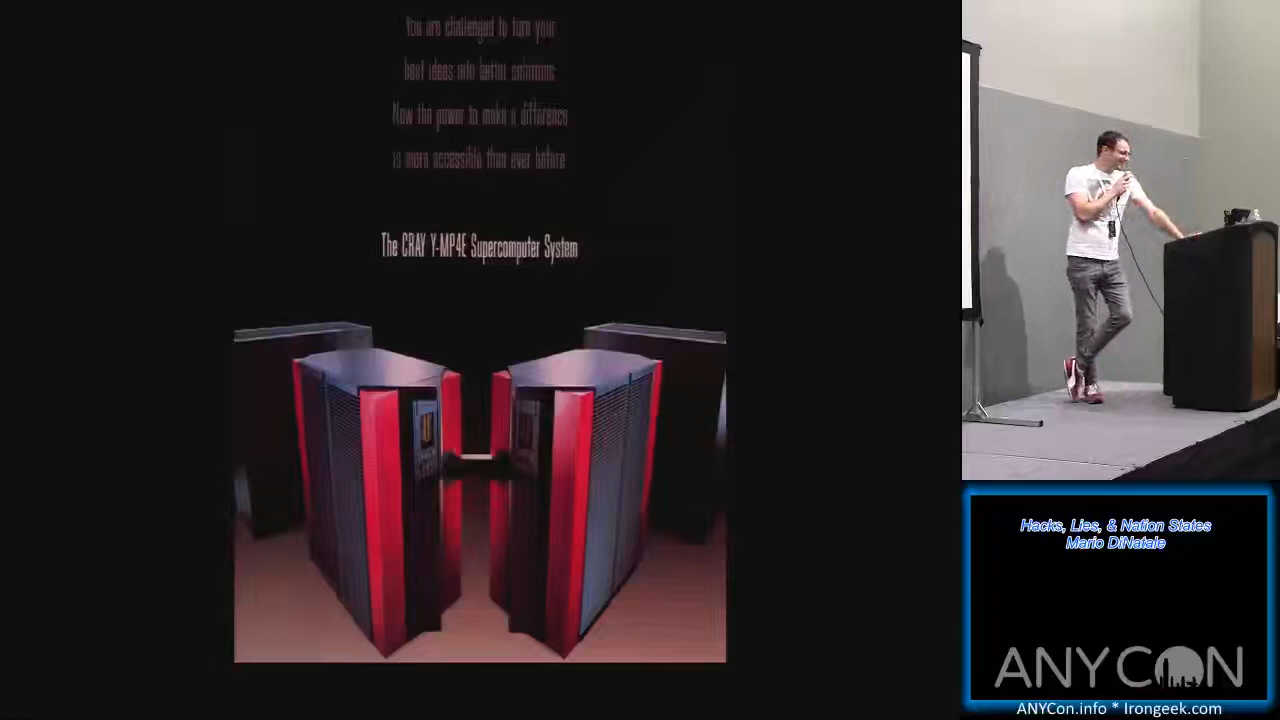 You are challenged to turn your
best ideas into better solutions
Now the power to make a difference
is more accessible than ever before
The CRAY Y-MP4E Supercomputer System
Hacks, Lies, & Nation States
Mario DiNatale
ANYCON
ANYCon.info * Irongeek.com